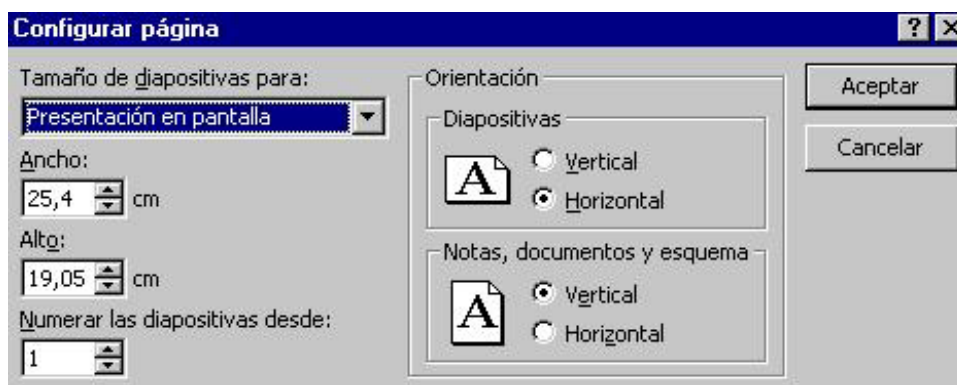 Configurar página
Tamaño de diapositivas para:
Presentación en pantalla
Ancho:
25,4 cm
Alto:
19,05 cm
Numerar las diapositivas desde:
1
Orientación
Diapositivas
A
Vertical
Horizontal
Notas, documentos y esquema
A
Vertical
Horizontal
Aceptar
Cancelar